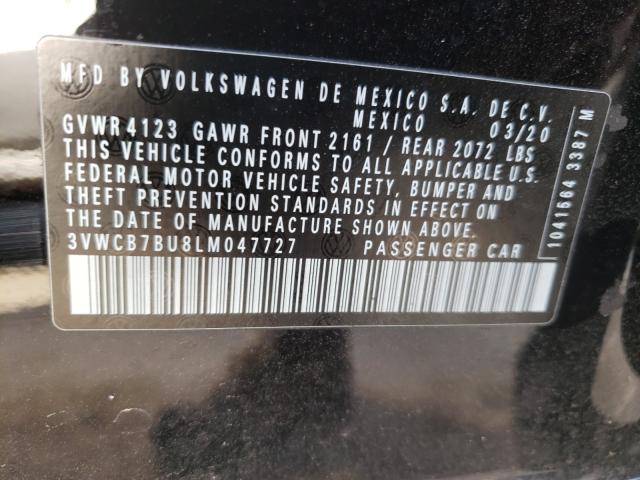 MFD BY VOLKSWAGEN DE MEXICO S.A. DE C.V.
MEXICO 03/20
GVWR 4123 GAWR FRONT 2161 / REAR 2072 LBS
THIS VEHICLE CONFORMS TO ALL APPLICABLE U.S.
FEDERAL MOTOR VEHICLE SAFETY, BUMPER AND
THEFT PREVENTION STANDARDS IN EFFECT ON
THE DATE OF MANUFACTURE SHOWN ABOVE.
3VWCB7BU8LM047727 PASSENGER CAR
1041564 3387 M